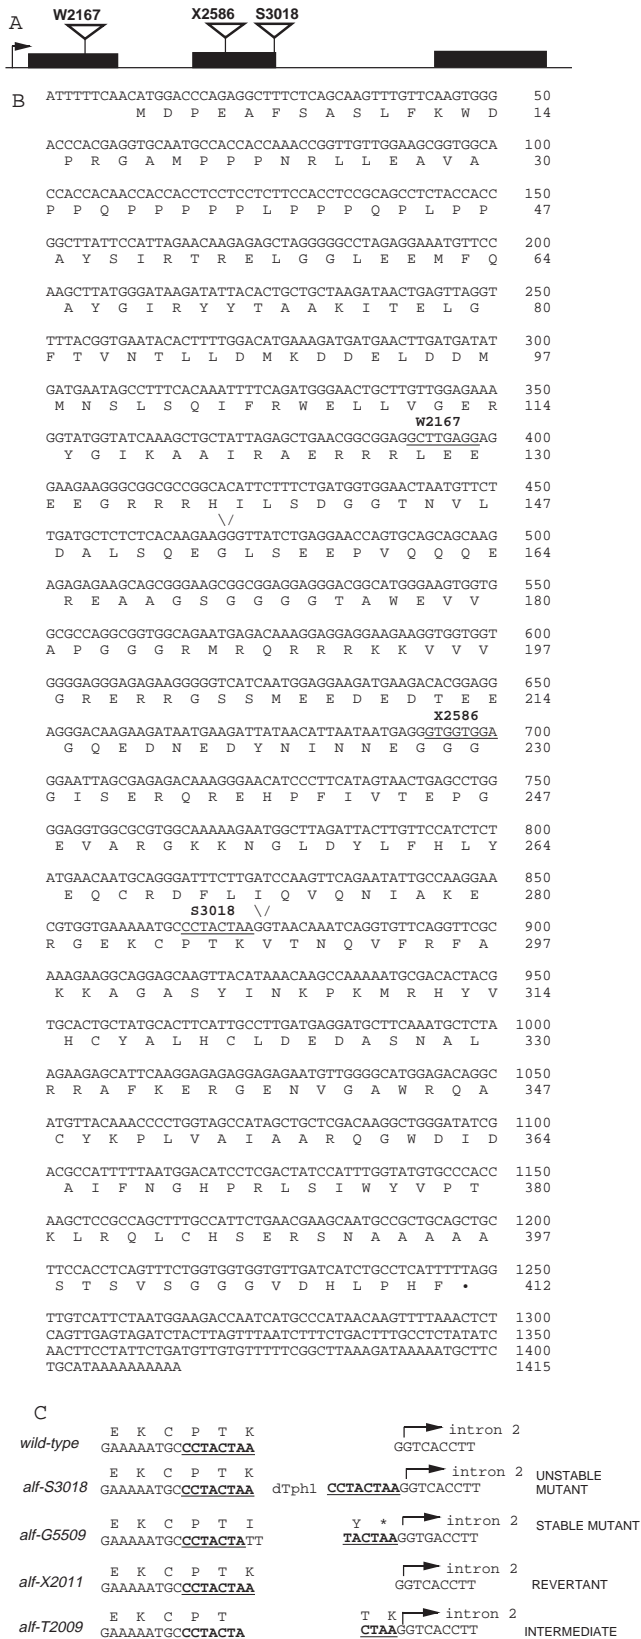 A
W2167 X2586 S3018
B
ATTTTTCAACATGGACCCAGAGGCTTTCTCAGCAAGTTTGTTCAAGTGGG 50
M D P E A F S A S L F K W D 14
ACCCACGAGGTGCAATGCCACCACCAAACCGGTTGTTGGAAGCGGTGGCA 100
P R G A M P P P N R L L E A V A 30
CCACCACAACCACCACCTCCTCCTCTTCCACCTCCGCAGCCTCTACCACC 150
P P Q P P P P P L P P P Q P L P P 47
GGCTTATTCCATTAGAACAAGAGAGCTAGGGGGCCTAGAGGAAATGTTCC 200
A Y S I R T R E L G G L E E M F Q 64
AAGCTTATGGGATAAGATATTACACTGCTGCTAAGATAACTGAGTTAGGT 250
A Y G I R Y Y T A A K I T E L G 80
TTTACGGTGAATACACTTTTGGACATGAAAGATGATGAACTTGATGATAT 300
F T V N T L L D M K D D E L D D M 97
GATGAATAGCCTTTCACAAATTTTCAGATGGGAACTGCTTGTTGGAGAAA 350
M N S L S Q I F R W E L L V G E R 114
W2167
GGTATGGTATCAAAGCTGCTATTAGAGCTGAACGGCGGAGGCTTGAGGAG 400
Y G I K A A I R A E R R R L E E 130
GAAGAAGGGCGGCGCCGGCACATTCTTTCTGATGGTGGAACTAATGTTCT 450
E E G R R R H I L S D G G T N V L 147
\/
TGATGCTCTCTCACAAGAAGGGTTATCTGAGGAACCAGTGCAGCAGCAAG 500
D A L S Q E G L S E E P V Q Q Q E 164
AGAGAGAAGCAGCGGGAAGCGGCGGAGGAGGGACGGCATGGGAAGTGGTG 550
R E A A G S G G G G T A W E V V 180
GCGCCAGGCGGTGGCAGAATGAGACAAAGGAGGAGGAAGAAGGTGGTGGT 600
A P G G G R M R Q R R R K K V V V 197
GGGGAGGGAGAGAAGGGGGTCATCAATGGAGGAAGATGAAGACACGGAGG 650
G R E R R G S S M E E D E D T E E 214
X2586
AGGGACAAGAAGATAATGAAGATTATAACATTAATAATGAGGGTGGTGGA 700
G Q E D N E D Y N I N N E G G G 230
GGAATTAGCGAGAGACAAAGGGAACATCCCTTCATAGTAACTGAGCCTGG 750
G I S E R Q R E H P F I V T E P G 247
GGAGGTGGCGCGTGGCAAAAAGAATGGCTTAGATTACTTGTTCCATCTCT 800
E V A R G K K N G L D Y L F H L Y 264
ATGAACAATGCAGGGATTTCTTGATCCAAGTTCAGAATATTGCCAAGGAA 850
E Q C R D F L I Q V Q N I A K E 280
S3018 \/
CGTGGTGAAAAATGCCCTACTAAGGTAACAAATCAGGTGTTCAGGTTCGC 900
R G E K C P T K V T N Q V F R F A 297
AAAGAAGGCAGGAGCAAGTTACATAAACAAGCCAAAAATGCGACACTACG 950
K K A G A S Y I N K P K M R H Y V 314
TGCACTGCTATGCACTTCATTGCCTTGATGAGGATGCTTCAAATGCTCTA 1000
H C Y A L H C L D E D A S N A L 330
AGAAGAGCATTCAAGGAGAGAGGAGAGAATGTTGGGGCATGGAGACAGGC 1050
R R A F K E R G E N V G A W R Q A 347
ATGTTACAAACCCCTGGTAGCCATAGCTGCTCGACAAGGCTGGGATATCG 1100
C Y K P L V A I A A R Q G W D I D 364
ACGCCATTTTTAATGGACATCCTCGACTATCCATTTGGTATGTGCCCACC 1150
A I F N G H P R L S I W Y V P T 380
AAGCTCCGCCAGCTTTGCCATTCTGAACGAAGCAATGCCGCTGCAGCTGC 1200
K L R Q L C H S E R S N A A A A A 397
TTCCACCTCAGTTTCTGGTGGTGGTGTTGATCATCTGCCTCATTTTTAGG 1250
S T S V S G G G V D H L P H F • 412
TTGTCATTCTAATGGAAGACCAATCATGCCCATAACAAGTTTTAAACTCT 1300
CAGTTGAGTAGATCTACTTAGTTTAATCTTTCTGACTTTGCCTCTATATC 1350
AACTTCCTATTCTGATGTTGTGTTTTTCGGCTTAAAGATAAAAATGCTTC 1400
TGCATAAAAAAAAAA 1415
C
E K C P T K intron 2
wild-type GAAAAATGCCCTACTAA GGTCACCTT
E K C P T K intron 2
alf-S3018 GAAAAATGCCCTACTAA dTph1 CCTACTAAGGTCACCTT UNSTABLE MUTANT
E K C P T I Y * intron 2
alf-G5509 GAAAAATGCCCTACTATT TACTAAGGTGACCTT STABLE MUTANT
E K C P T K intron 2
alf-X2011 GAAAAATGCCCTACTAA GGTCACCTT REVERTANT
E K C P T T K intron 2
alf-T2009 GAAAAATGCCCTACTA CTAAGGTCACCTT INTERMEDIATE